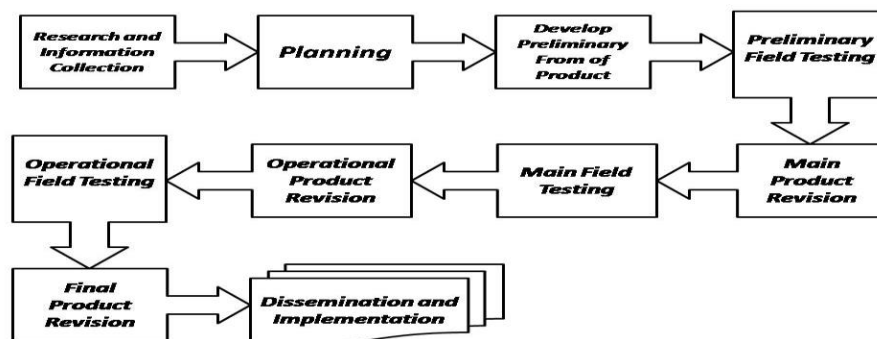 Research and
Information
Collection
Planning
Develop
Preliminary
From of
Product
Preliminary
Field Testing
Operational
Field Testing
Operational
Product
Revision
Main Field
Testing
Main
Product
Revision
Final
Product
Revision
Dissemination and
Implementation